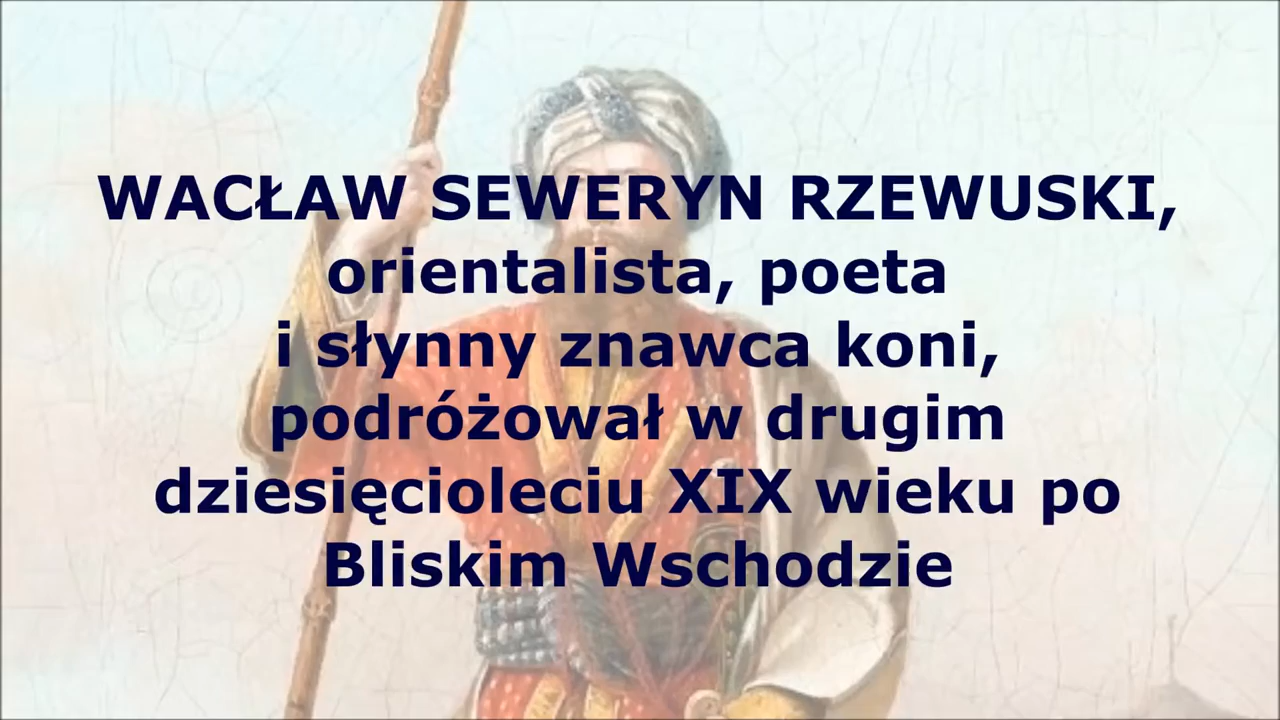 WACŁAW SEWERYN RZEWUSKI,
orientalista, poeta
i słynny znawca koni,
podróżował w drugim
dziesięcioleciu XIX wieku po
Bliskim Wschodzie